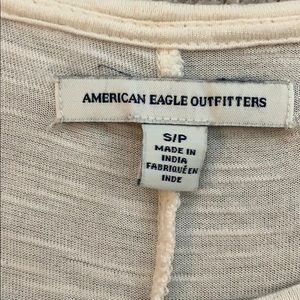 AMERICAN EAGLE OUTFITTERS
S/P
MADE IN
INDIA
FABRIQUÉ EN
INDE